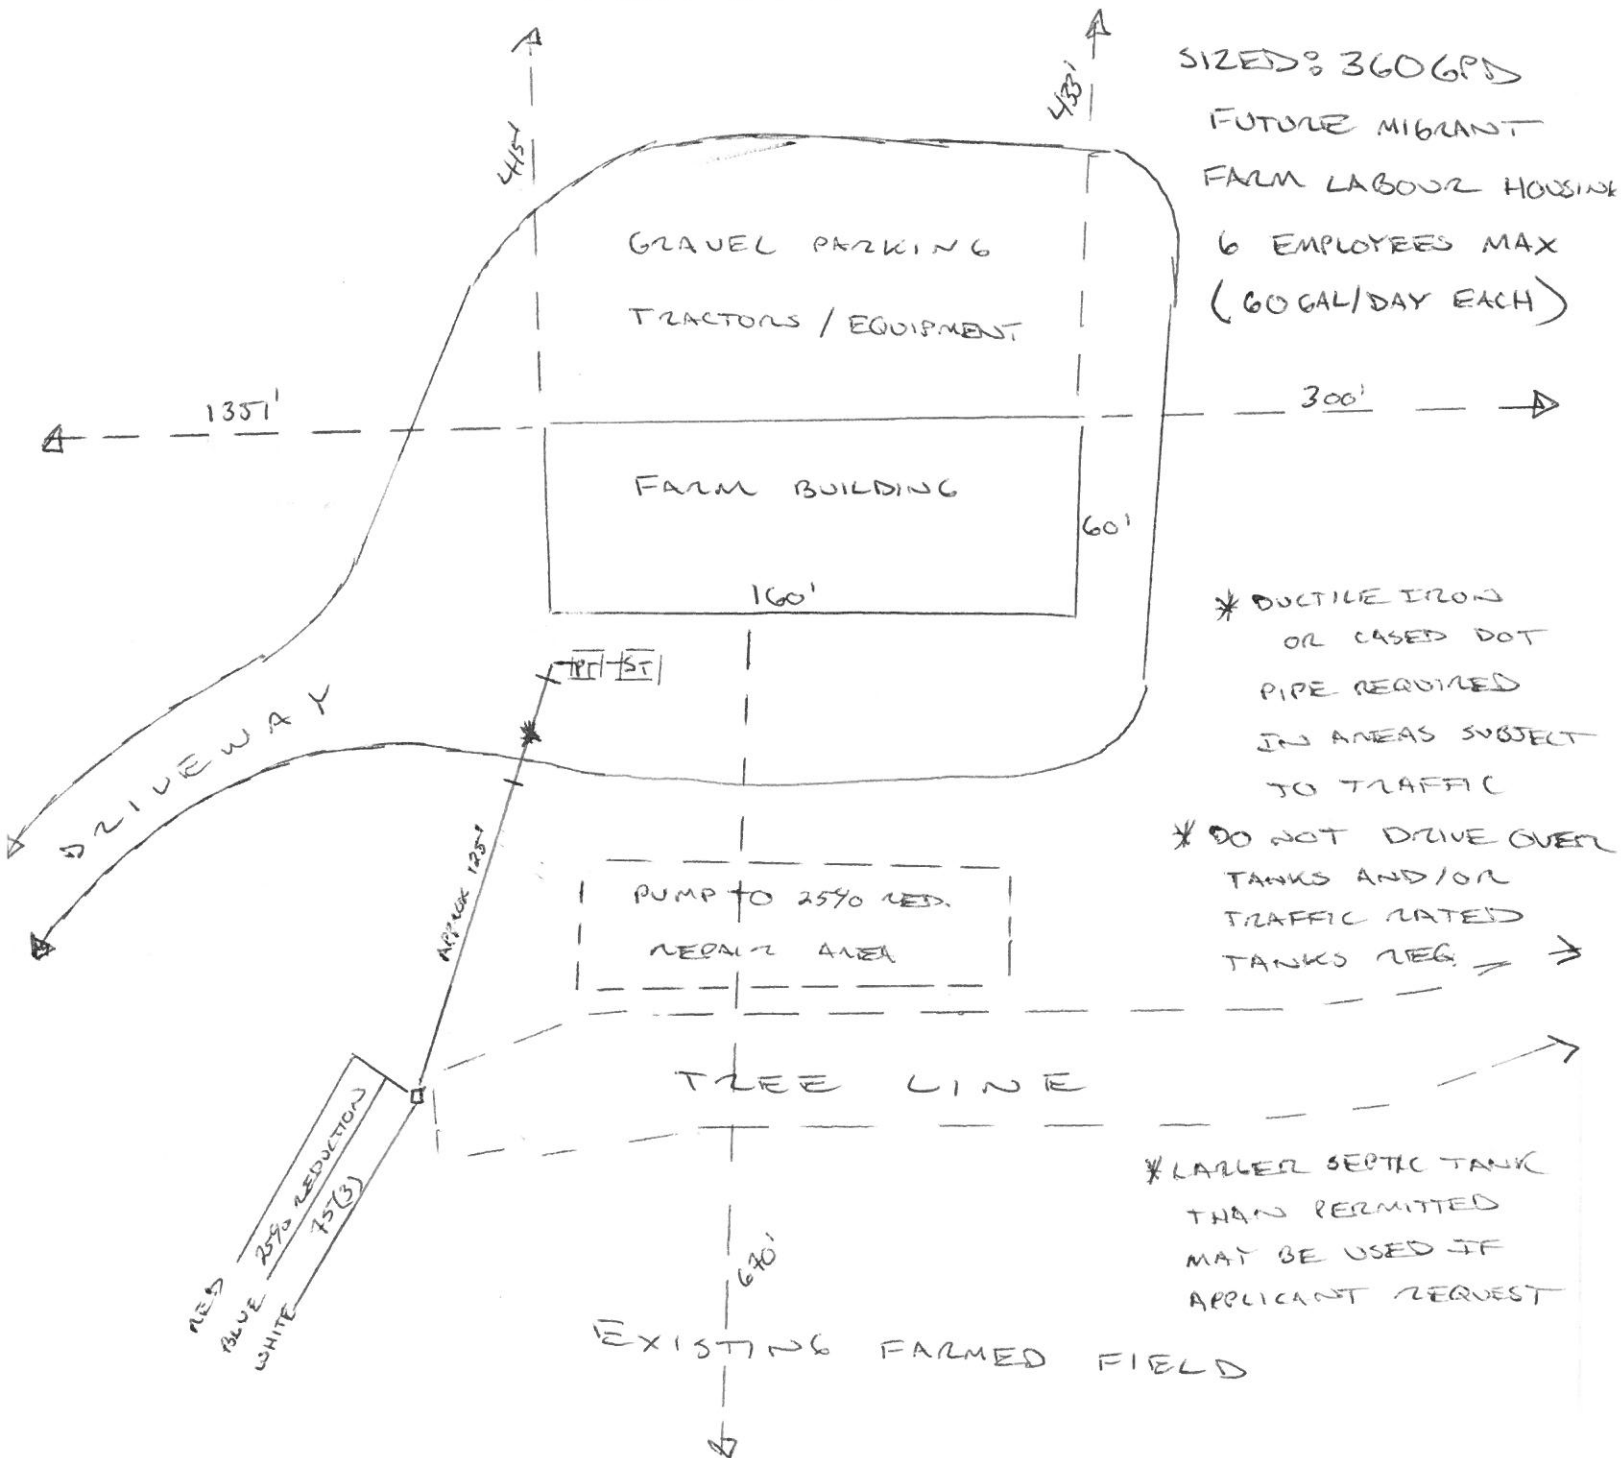 SIZED: 360 GPD
FUTURE MIGRANT
FARM LABOUR HOUSING
6 EMPLOYEES MAX
(60 GAL/DAY EACH)
415'
433'
GRAVEL PARKING
TRACTORS / EQUIPMENT
1351'
300'
FARM BUILDING
60'
160'
PT ST
* DUCTILE IRON
OR CASED DOT
PIPE REQUIRED
IN AREAS SUBJECT
TO TRAFFIC
* DO NOT DRIVE OVER
TANKS AND/OR
TRAFFIC RATED
TANKS REQ.
DRIVEWAY
*
APPROX 125'
PUMP TO 25% RED.
REPAIR AREA
TREE LINE
25% REDUCTION
75'(3)
RED
BLUE
WHITE
* LARGER SEPTIC TANK
THAN PERMITTED
MAY BE USED IF
APPLICANT REQUEST
670'
EXISTING FARMED FIELD